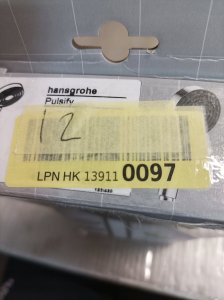 hansgrohe
Pulsify
12
LPN HK 13911 0097